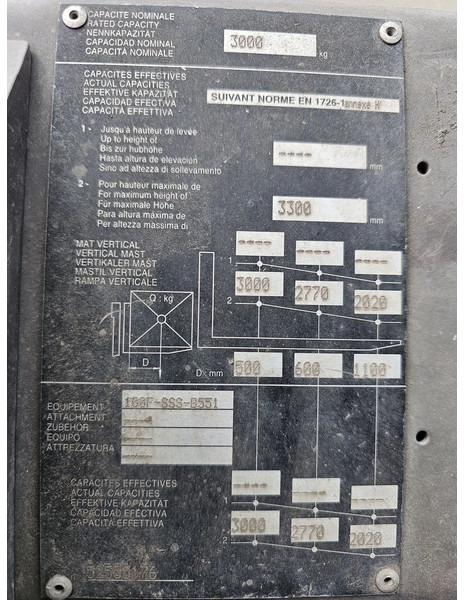 CAPACITE NOMINALE
RATED CAPACITY
NENNKAPAZITÄT
CAPACIDAD NOMINAL
CAPACITÀ NOMINALE
3000 kg
CAPACITES EFFECTIVES
ACTUAL CAPACITIES
EFFEKTIVE KAPAZITÄT
CAPACIDAD EFECTIVA
CAPACITÀ EFFETTIVA
SUIVANT NORME EN 1726-1 annexe H
1 - Jusqu'à hauteur de levée
Up to height of
Bis zur hubhöhe
Hasta altura de elevación
Sino ad altezza di sollevamento
---- mm
2 - Pour hauteur maximale de
For maximum height of
Für maximale Höhe
Para altura máxima de
Per altezza massima di
3300 mm
MAT VERTICAL
VERTICAL MAST
VERTIKALER MAST
MASTIL VERTICAL
RAMPA VERTICALE
1 ---- ---- ----
2 3000 2770 2020
Q : kg
D
D : mm 500 600 1100
EQUIPEMENT
ATTACHMENT
ZUBEHÖR
EQUIPO
ATTREZZATURA
160F-SSS-B551
----
----
----
CAPACITES EFFECTIVES
ACTUAL CAPACITIES
EFFEKTIVE KAPAZITÄT
CAPACIDAD EFECTIVA
CAPACITÀ EFFETTIVA
1 ---- ---- ----
2 3000 2770 2020